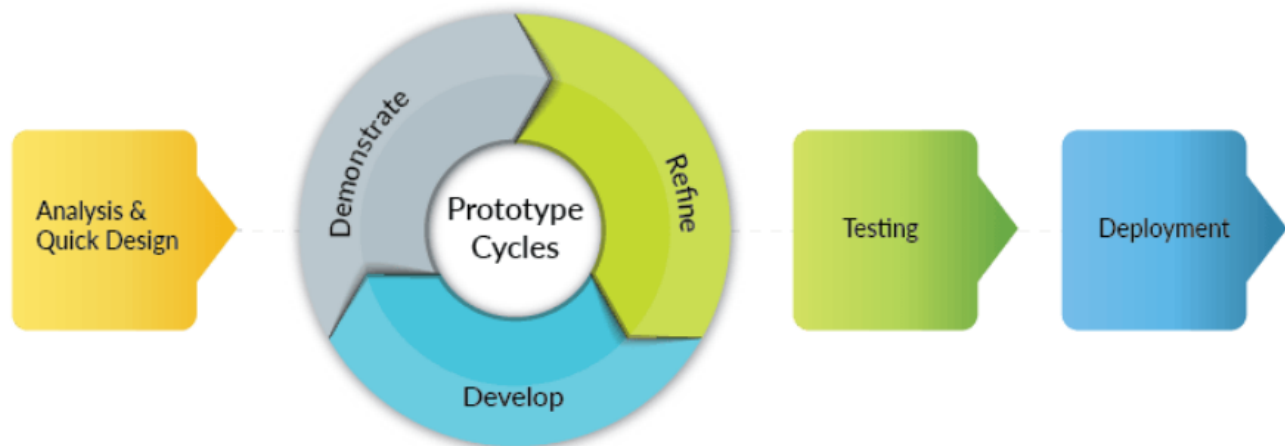 Analysis &
Quick Design
Demonstrate
Refine
Prototype
Cycles
Develop
Testing
Deployment